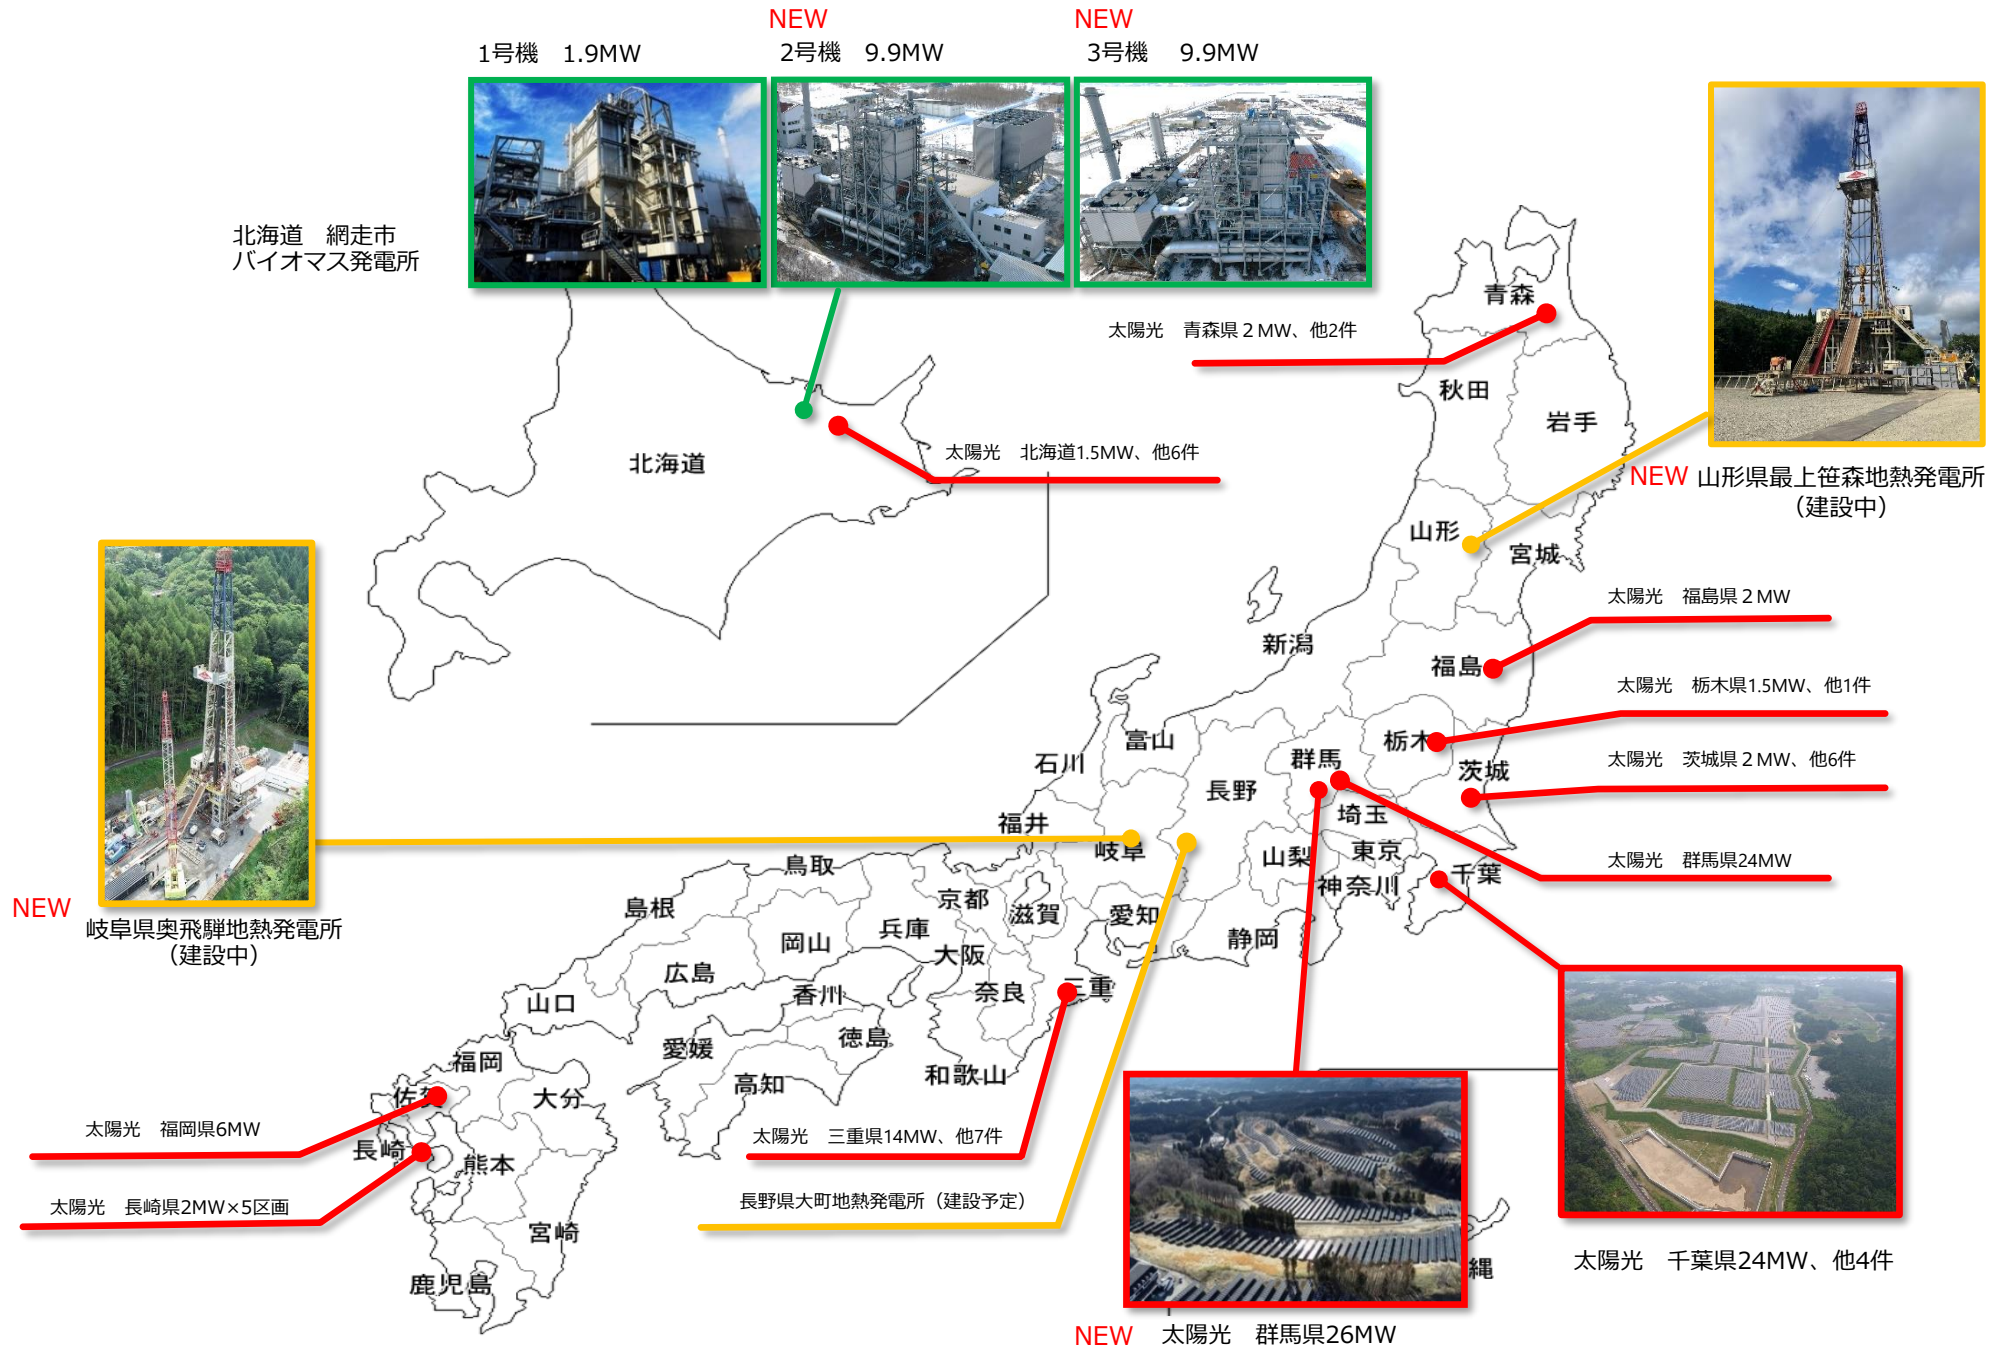 NEW
NEW
1号機　1.9MW
2号機　9.9MW
3号機　9.9MW
北海道　網走市
バイオマス発電所
太陽光　青森県２MW、他2件
太陽光　北海道1.5MW、他6件
NEW 山形県最上笹森地熱発電所
（建設中）
太陽光　福島県２MW
太陽光　栃木県1.5MW、他1件
太陽光　茨城県２MW、他6件
太陽光　群馬県24MW
NEW
岐阜県奥飛騨地熱発電所
（建設中）
太陽光　福岡県6MW
太陽光　長崎県2MW×5区画
太陽光　三重県14MW、他7件
長野県大町地熱発電所（建設予定）
太陽光　千葉県24MW、他4件
NEW 太陽光　群馬県26MW
北海道
青森
秋田
岩手
山形
宮城
新潟
福島
富山
石川
群馬
栃木
茨城
長野
埼玉
福井
岐阜
山梨
東京
千葉
神奈川
鳥取
島根
京都
滋賀
愛知
静岡
岡山
兵庫
大阪
広島
奈良
三重
山口
香川
愛媛
徳島
和歌山
高知
福岡
佐賀
大分
長崎
熊本
宮崎
鹿児島
縄